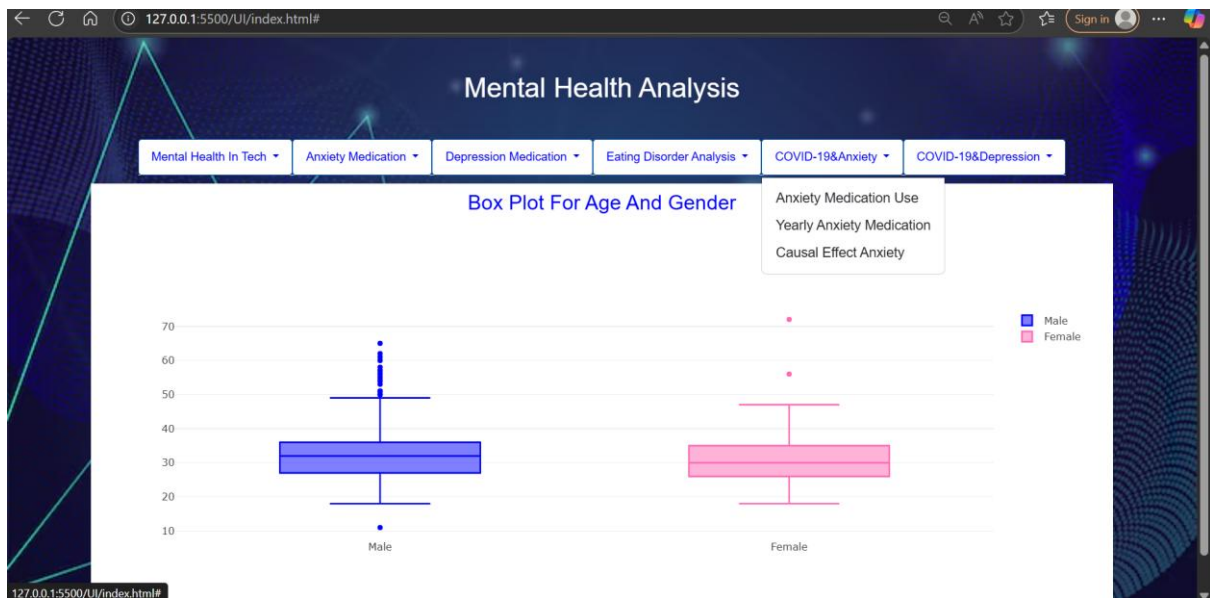 127.0.0.1:5500/UI/index.html#
Sign in
Mental Health Analysis
Mental Health In Tech
Anxiety Medication
Depression Medication
Eating Disorder Analysis
COVID-19&Anxiety
COVID-19&Depression
Anxiety Medication Use
Yearly Anxiety Medication
Causal Effect Anxiety
Box Plot For Age And Gender
70
60
50
40
30
20
10
Male
Female
Male
Female
127.0.0.1:5500/UI/index.html#